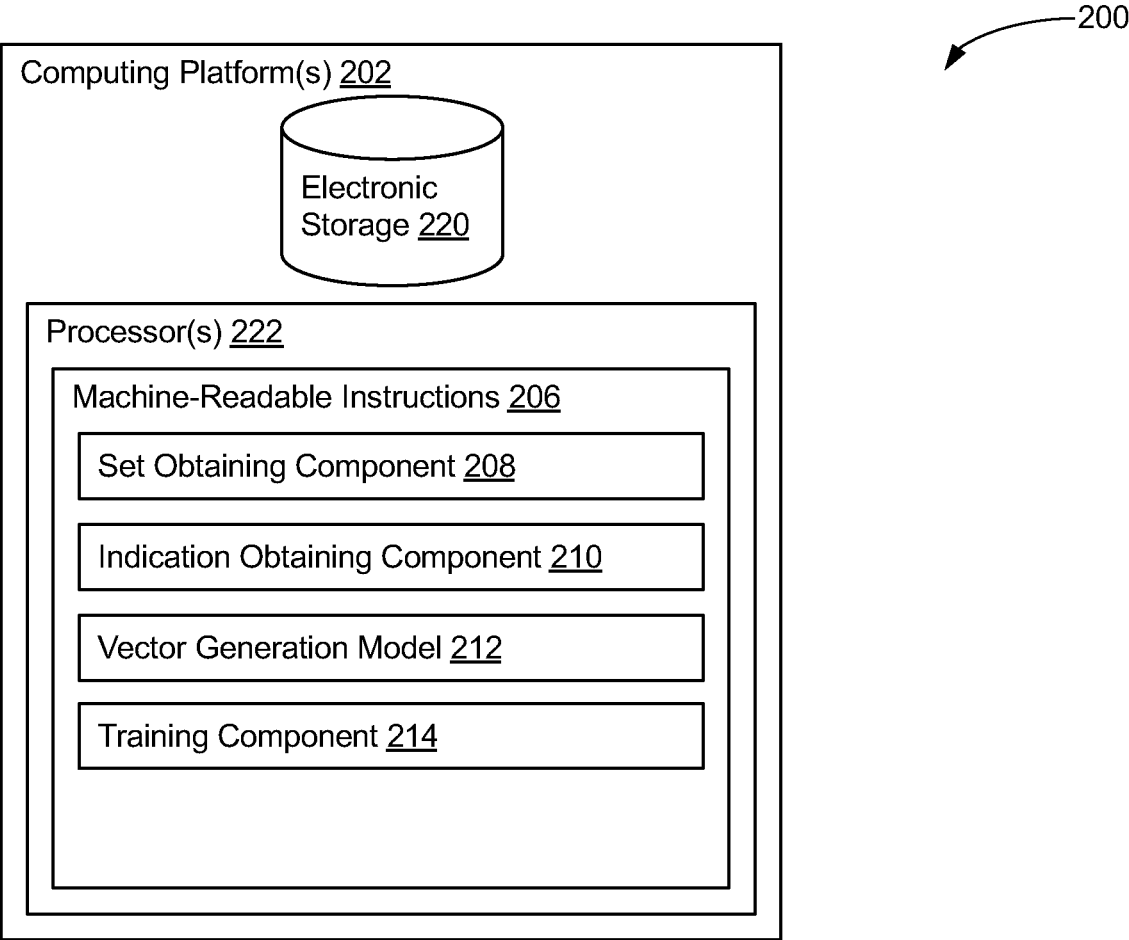 200
Computing Platform(s) 202
Electronic
Storage 220
Processor(s) 222
Machine-Readable Instructions 206
Set Obtaining Component 208
Indication Obtaining Component 210
Vector Generation Model 212
Training Component 214